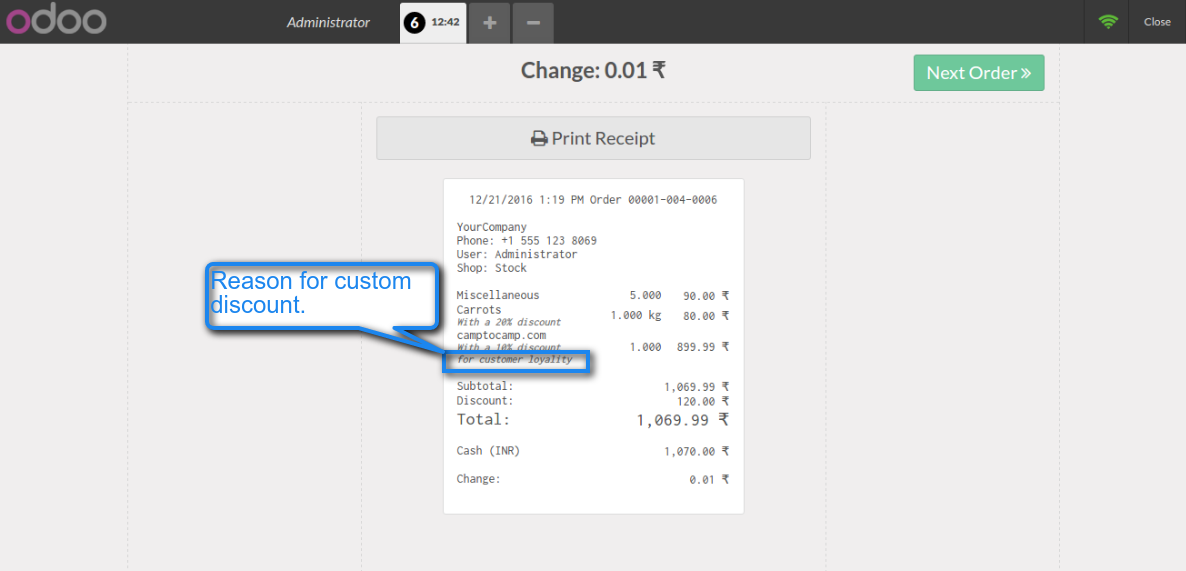 odoo
Administrator 6 12:42 + −
Close
Change: 0.01 ₹
Next Order »
Print Receipt
12/21/2016 1:19 PM Order 00001-004-0006
YourCompany
Phone: +1 555 123 8069
User: Administrator
Shop: Stock
Reason for custom
discount.
Miscellaneous 5.000 90.00 ₹
Carrots 1.000 kg 80.00 ₹
With a 20% discount
camptocamp.com
With a 10% discount 1.000 899.99 ₹
for customer loyality
Subtotal: 1,069.99 ₹
Discount: 120.00 ₹
Total: 1,069.99 ₹
Cash (INR) 1,070.00 ₹
Change: 0.01 ₹